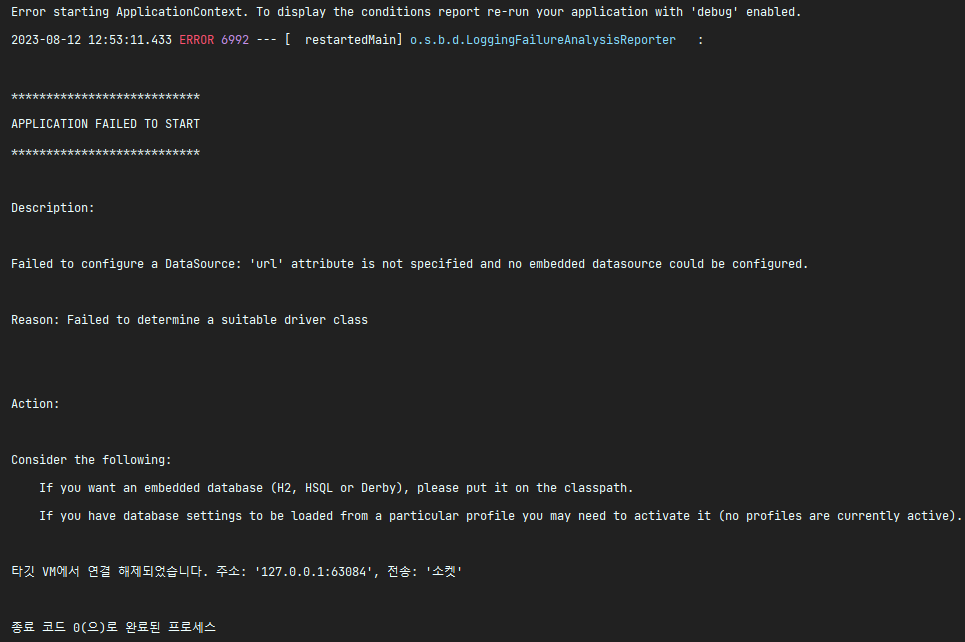 Error starting ApplicationContext. To display the conditions report re-run your application with 'debug' enabled.
2023-08-12 12:53:11.433 ERROR 6992 --- [  restartedMain] o.s.b.d.LoggingFailureAnalysisReporter   :
***************************
APPLICATION FAILED TO START
***************************
Description:
Failed to configure a DataSource: 'url' attribute is not specified and no embedded datasource could be configured.
Reason: Failed to determine a suitable driver class
Action:
Consider the following:
If you want an embedded database (H2, HSQL or Derby), please put it on the classpath.
If you have database settings to be loaded from a particular profile you may need to activate it (no profiles are currently active).
타깃 VM에서 연결 해제되었습니다. 주소: '127.0.0.1:63084', 전송: '소켓'
종료 코드 0(으)로 완료된 프로세스